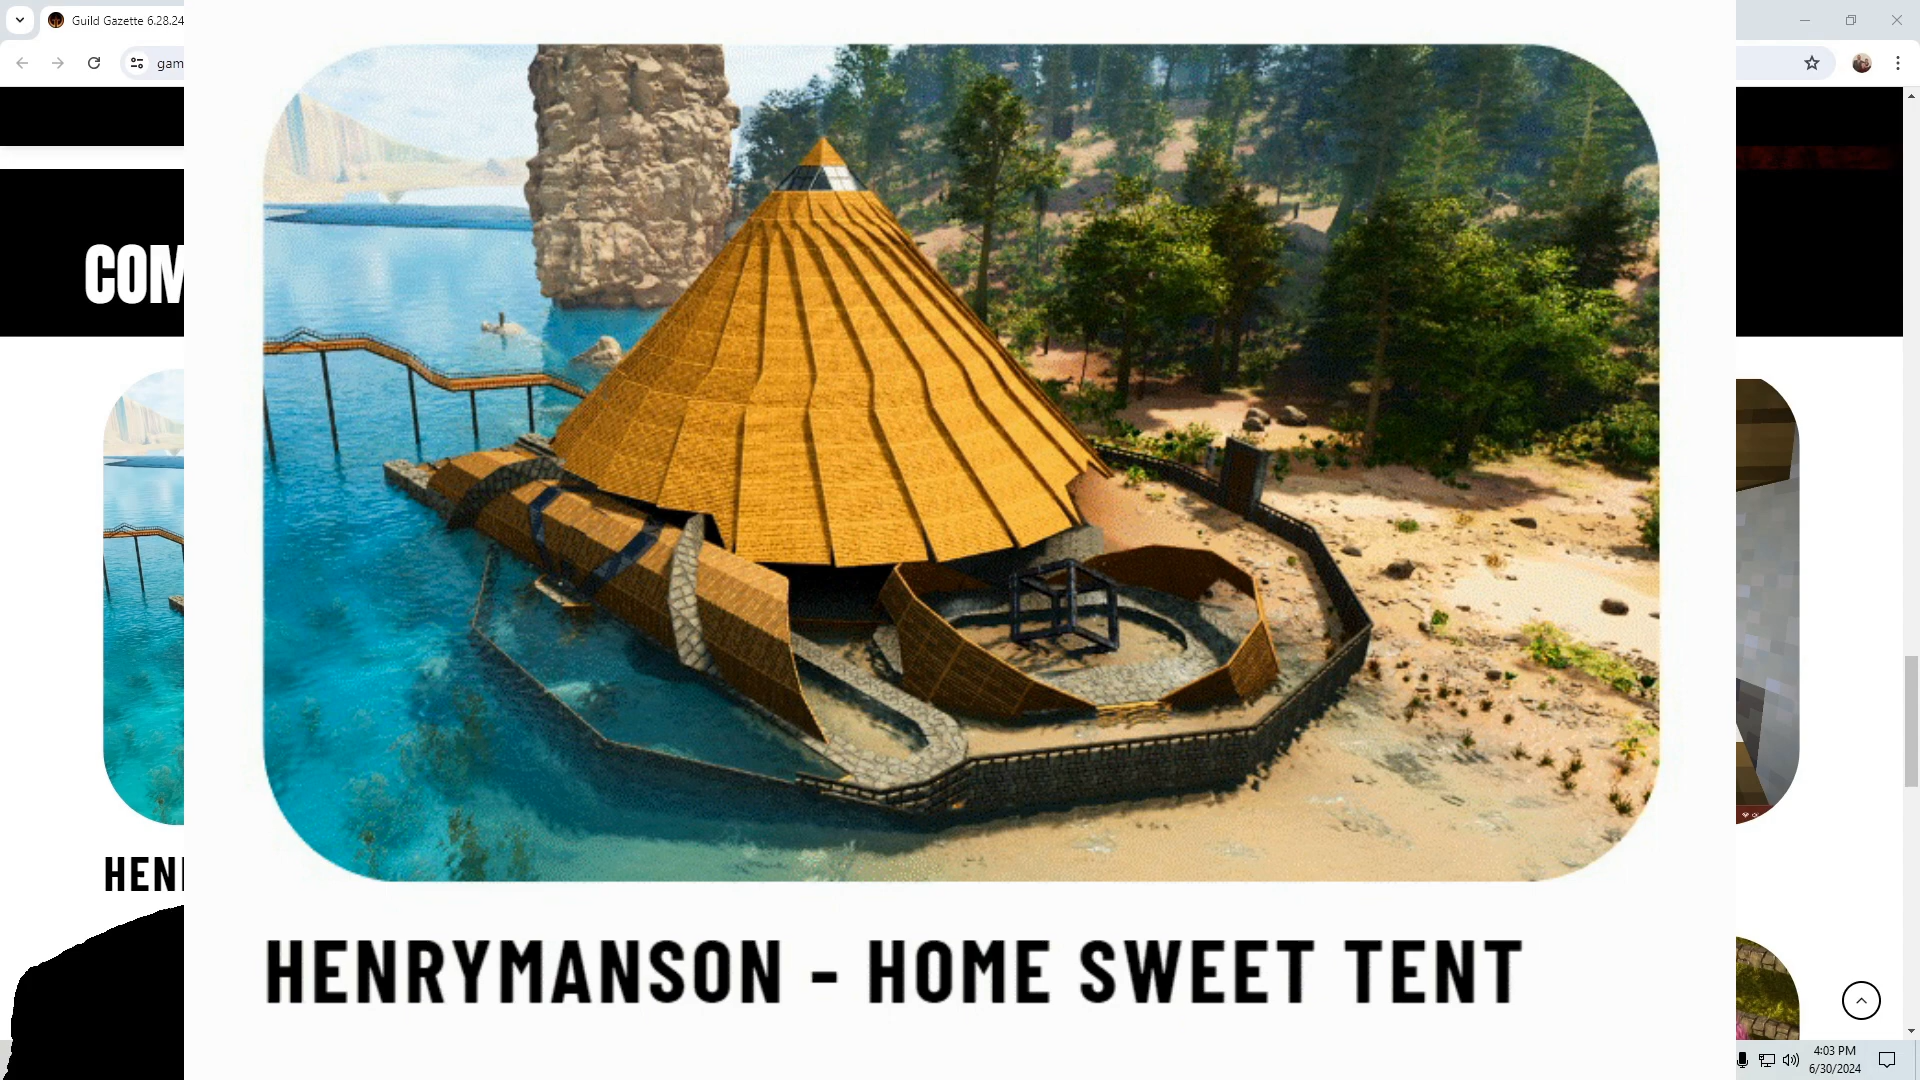 Guild Gazette 6.28.24
gam
COM
HENRYMANSON - HOME SWEET TENT
HEN
4:03 PM
6/30/2024